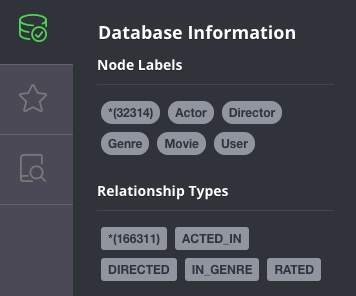 Database Information
Node Labels
*(32314) Actor Director
Genre Movie User
Relationship Types
*(166311) ACTED_IN
DIRECTED IN_GENRE RATED